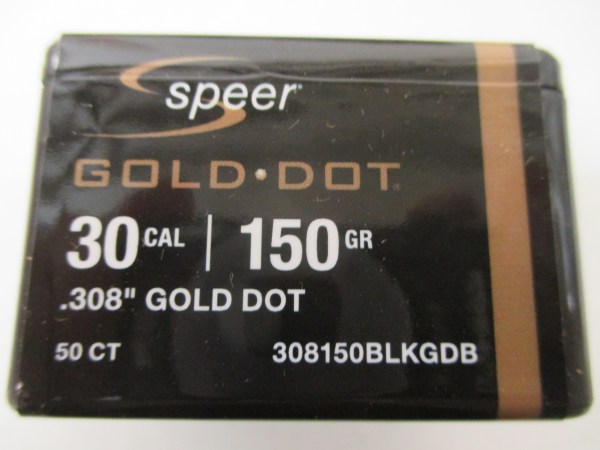 speer
GOLD•DOT
30 CAL | 150 GR
.308" GOLD DOT
50 CT 308150BLKGDB